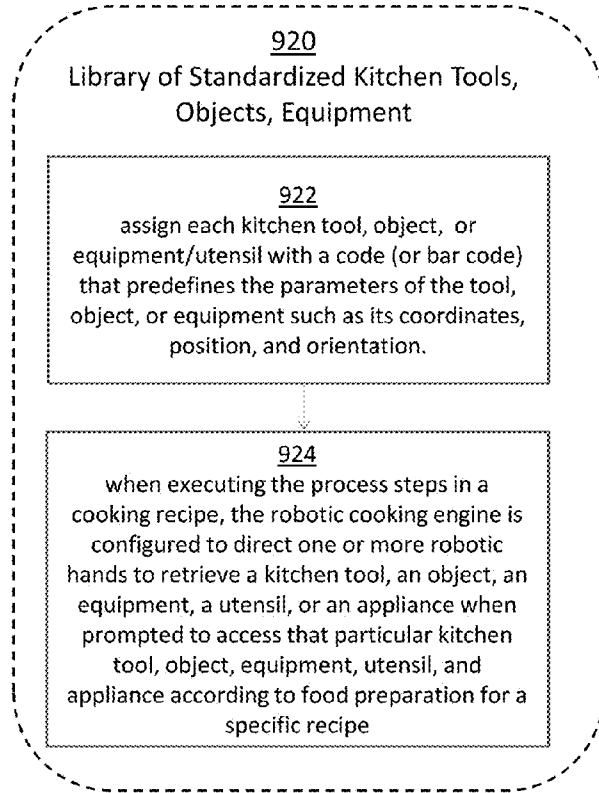 920
Library of Standardized Kitchen Tools,
Objects, Equipment
922
assign each kitchen tool, object, or
equipment/utensil with a code (or bar code)
that predefines the parameters of the tool,
object, or equipment such as its coordinates,
position, and orientation.
924
when executing the process steps in a
cooking recipe, the robotic cooking engine is
configured to direct one or more robotic
hands to retrieve a kitchen tool, an object, an
equipment, a utensil, or an appliance when
prompted to access that particular kitchen
tool, object, equipment, utensil, and
appliance according to food preparation for a
specific recipe